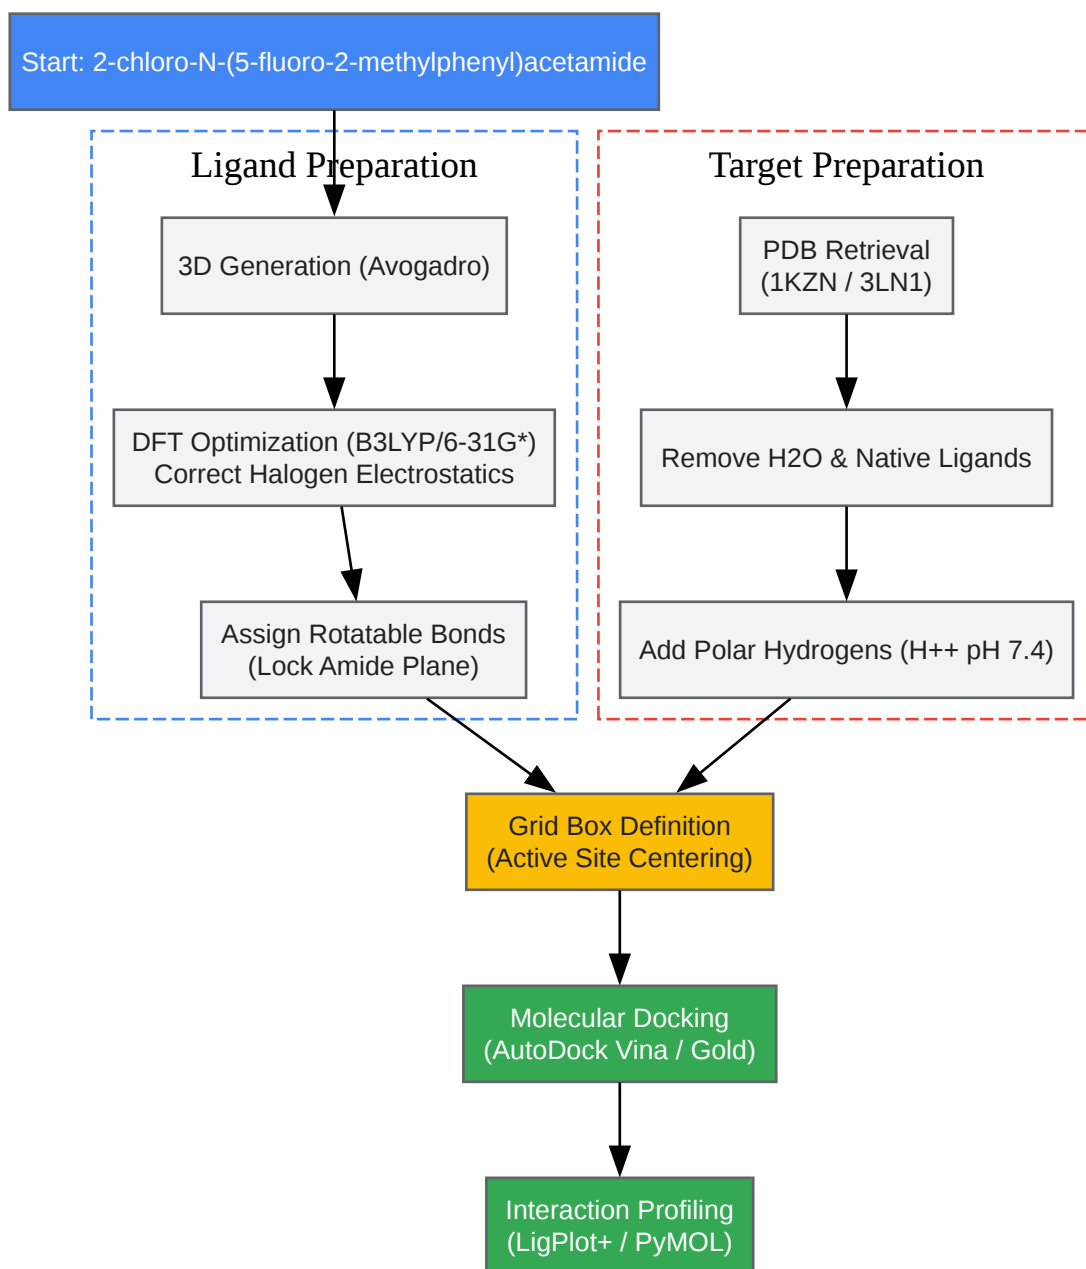 Start: 2-chloro-N-(5-fluoro-2-methylphenyl)acetamide
Ligand Preparation
3D Generation (Avogadro)
DFT Optimization (B3LYP/6-31G*)
Correct Halogen Electrostatics
Assign Rotatable Bonds
(Lock Amide Plane)
Target Preparation
PDB Retrieval
(1KZN / 3LN1)
Remove H2O & Native Ligands
Add Polar Hydrogens (H++ pH 7.4)
Grid Box Definition
(Active Site Centering)
Molecular Docking
(AutoDock Vina / Gold)
Interaction Profiling
(LigPlot+ / PyMOL)